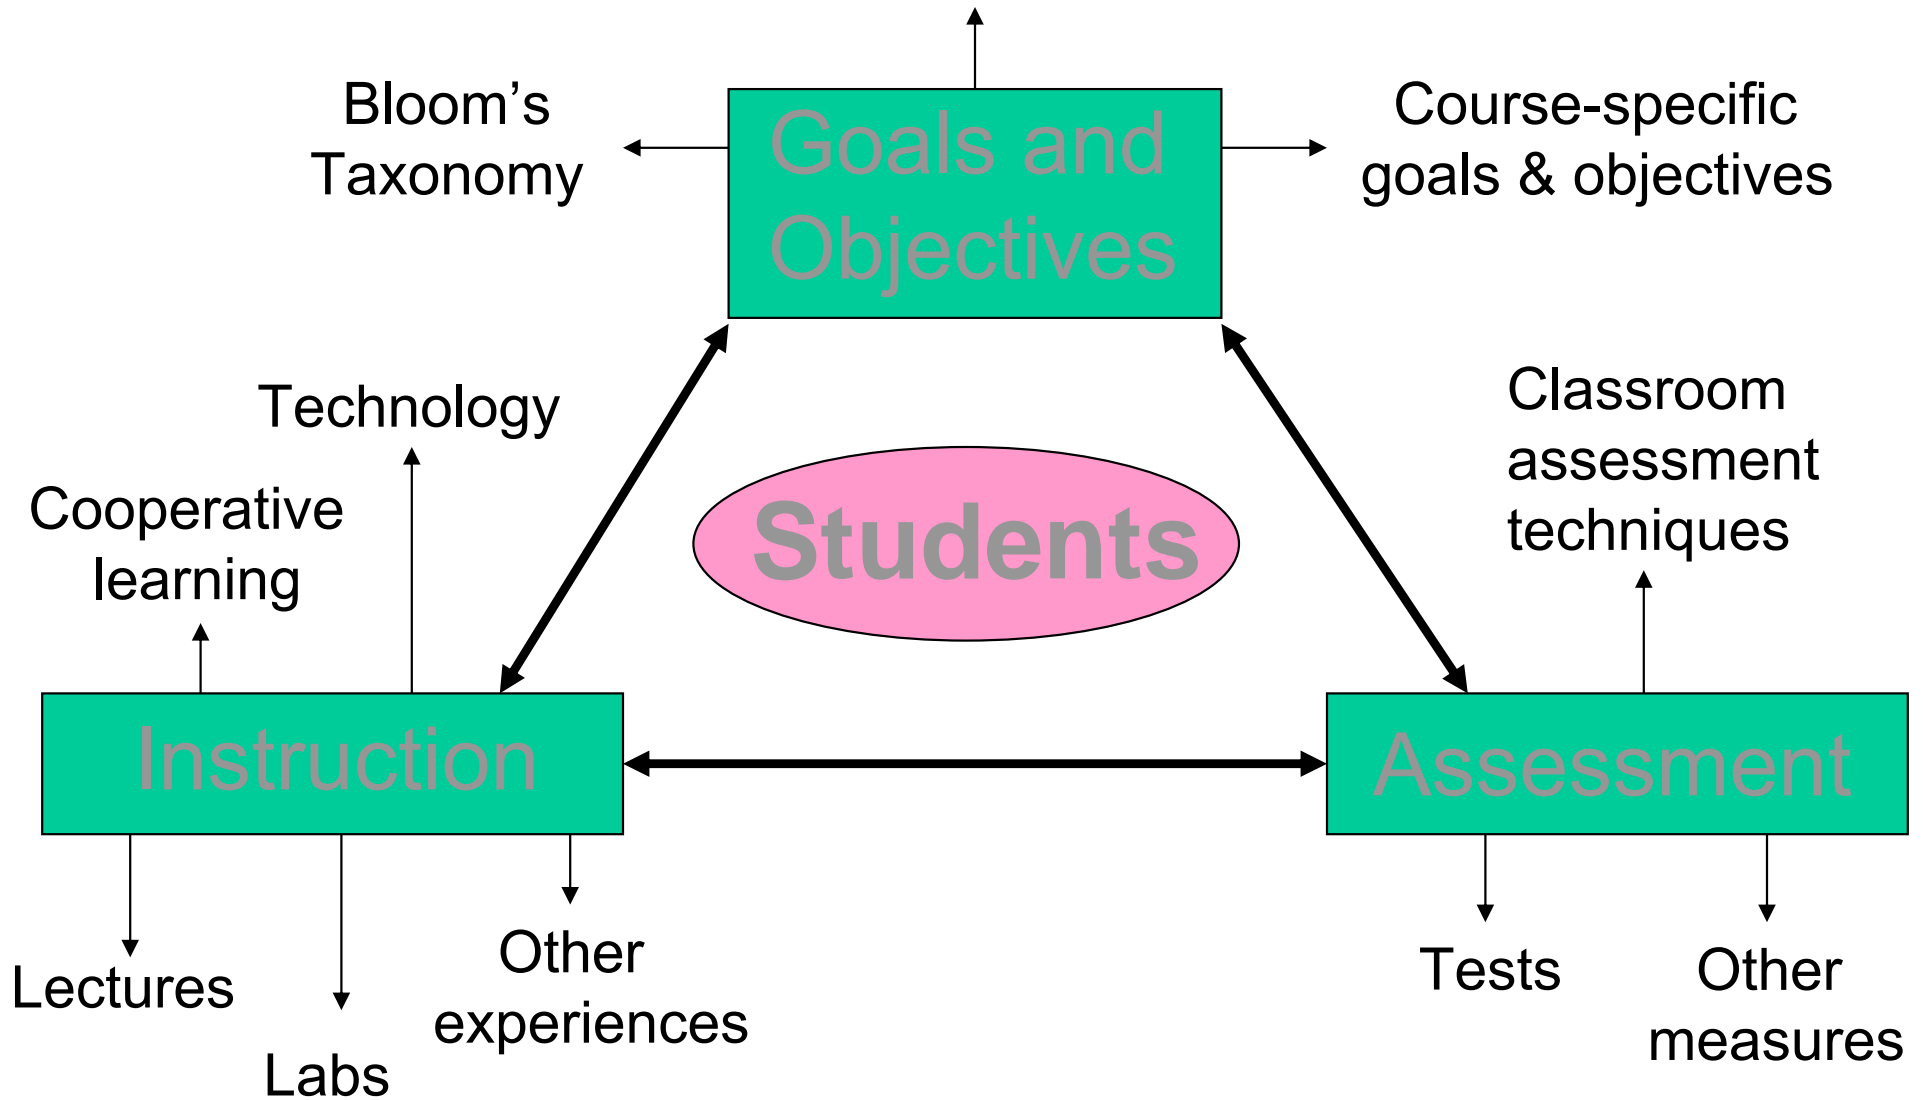 Bloom’s
Taxonomy
Goals and
Objectives
Course-specific
goals & objectives
Technology
Cooperative
learning
Students
Classroom
assessment
techniques
Instruction
Assessment
Lectures
Labs
Other
experiences
Tests
Other
measures